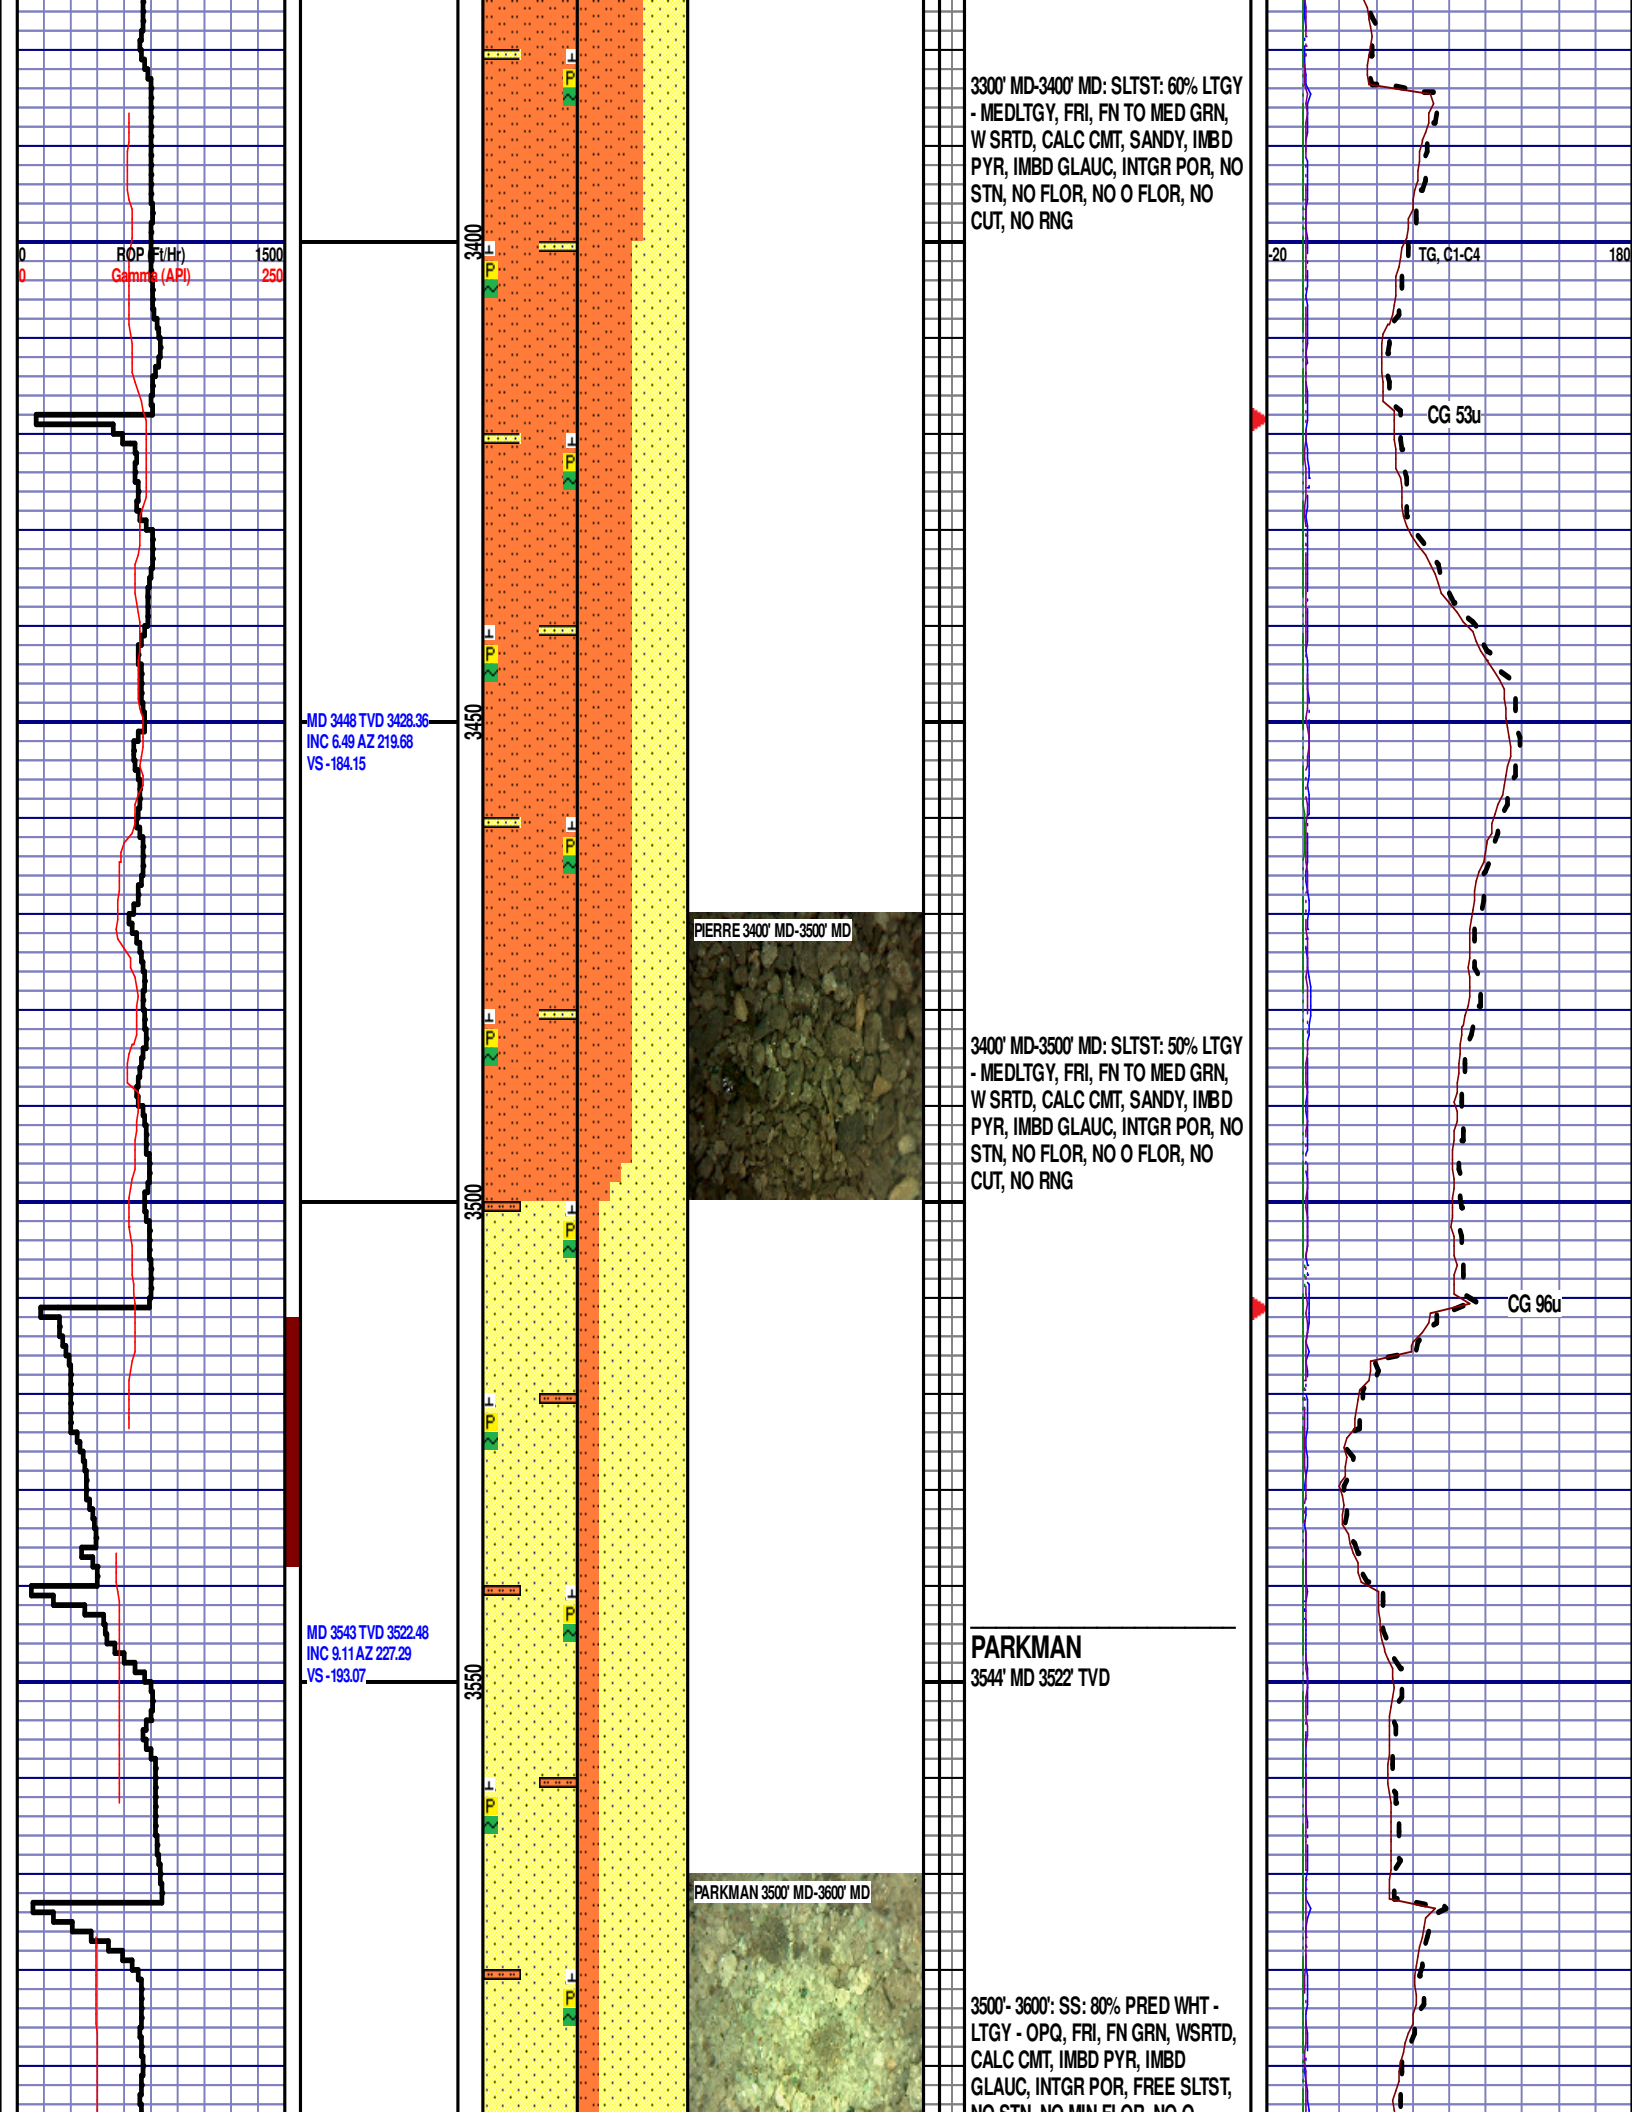 3300' MD-3400' MD: SLTST: 60% LTGY
- MEDLTGY, FRI, FN TO MED GRN,
W SRTD, CALC CMT, SANDY, IMBD
PYR, IMBD GLAUC, INTGR POR, NO
STN, NO FLOR, NO O FLOR, NO
CUT, NO RNG
0 ROP (Ft/Hr) 1500
0 Gamma (API) 250
3400
-20 TG, C1-C4 180
CG 53u
MD 3448 TVD 3428.36
INC 6.49 AZ 219.68
VS -184.15
3450
PIERRE 3400' MD-3500' MD
3400' MD-3500' MD: SLTST: 50% LTGY
- MEDLTGY, FRI, FN TO MED GRN,
W SRTD, CALC CMT, SANDY, IMBD
PYR, IMBD GLAUC, INTGR POR, NO
STN, NO FLOR, NO O FLOR, NO
CUT, NO RNG
3500
CG 96u
MD 3543 TVD 3522.48
INC 9.11 AZ 227.29
VS -193.07
3550
PARKMAN
3544' MD 3522' TVD
PARKMAN 3500' MD-3600' MD
3500'- 3600': SS: 80% PRED WHT -
LTGY - OPQ, FRI, FN GRN, WSRTD,
CALC CMT, IMBD PYR, IMBD
GLAUC, INTGR POR, FREE SLTST,
NO STN, NO MIN FLOR, NO O
P
P
P
P
P
P
P
P
P
P
P